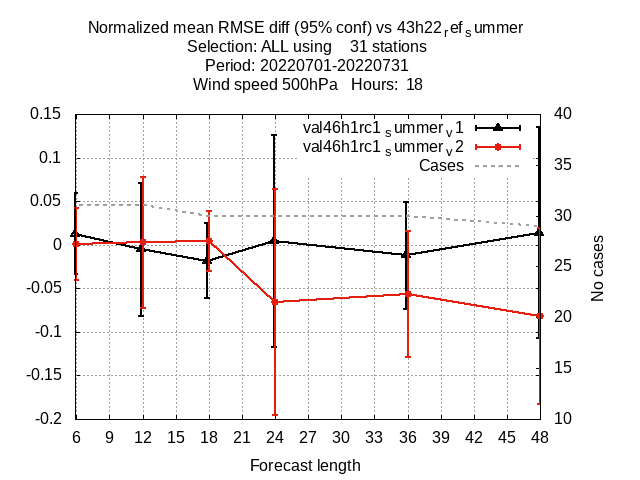 Normalized mean RMSE diff (95% conf) vs 43h22refsummer
Selection: ALL using 31 stations
Period: 20220701-20220731
Wind speed 500hPa Hours: 18
val46h1rc1summerv1
val46h1rc1summerv2
Cases
0.15
0.1
0.05
0
-0.05
-0.1
-0.15
-0.2
40
35
30
25
20
15
10
No cases
6 9 12 15 18 21 24 27 30 33 36 39 42 45 48
Forecast length